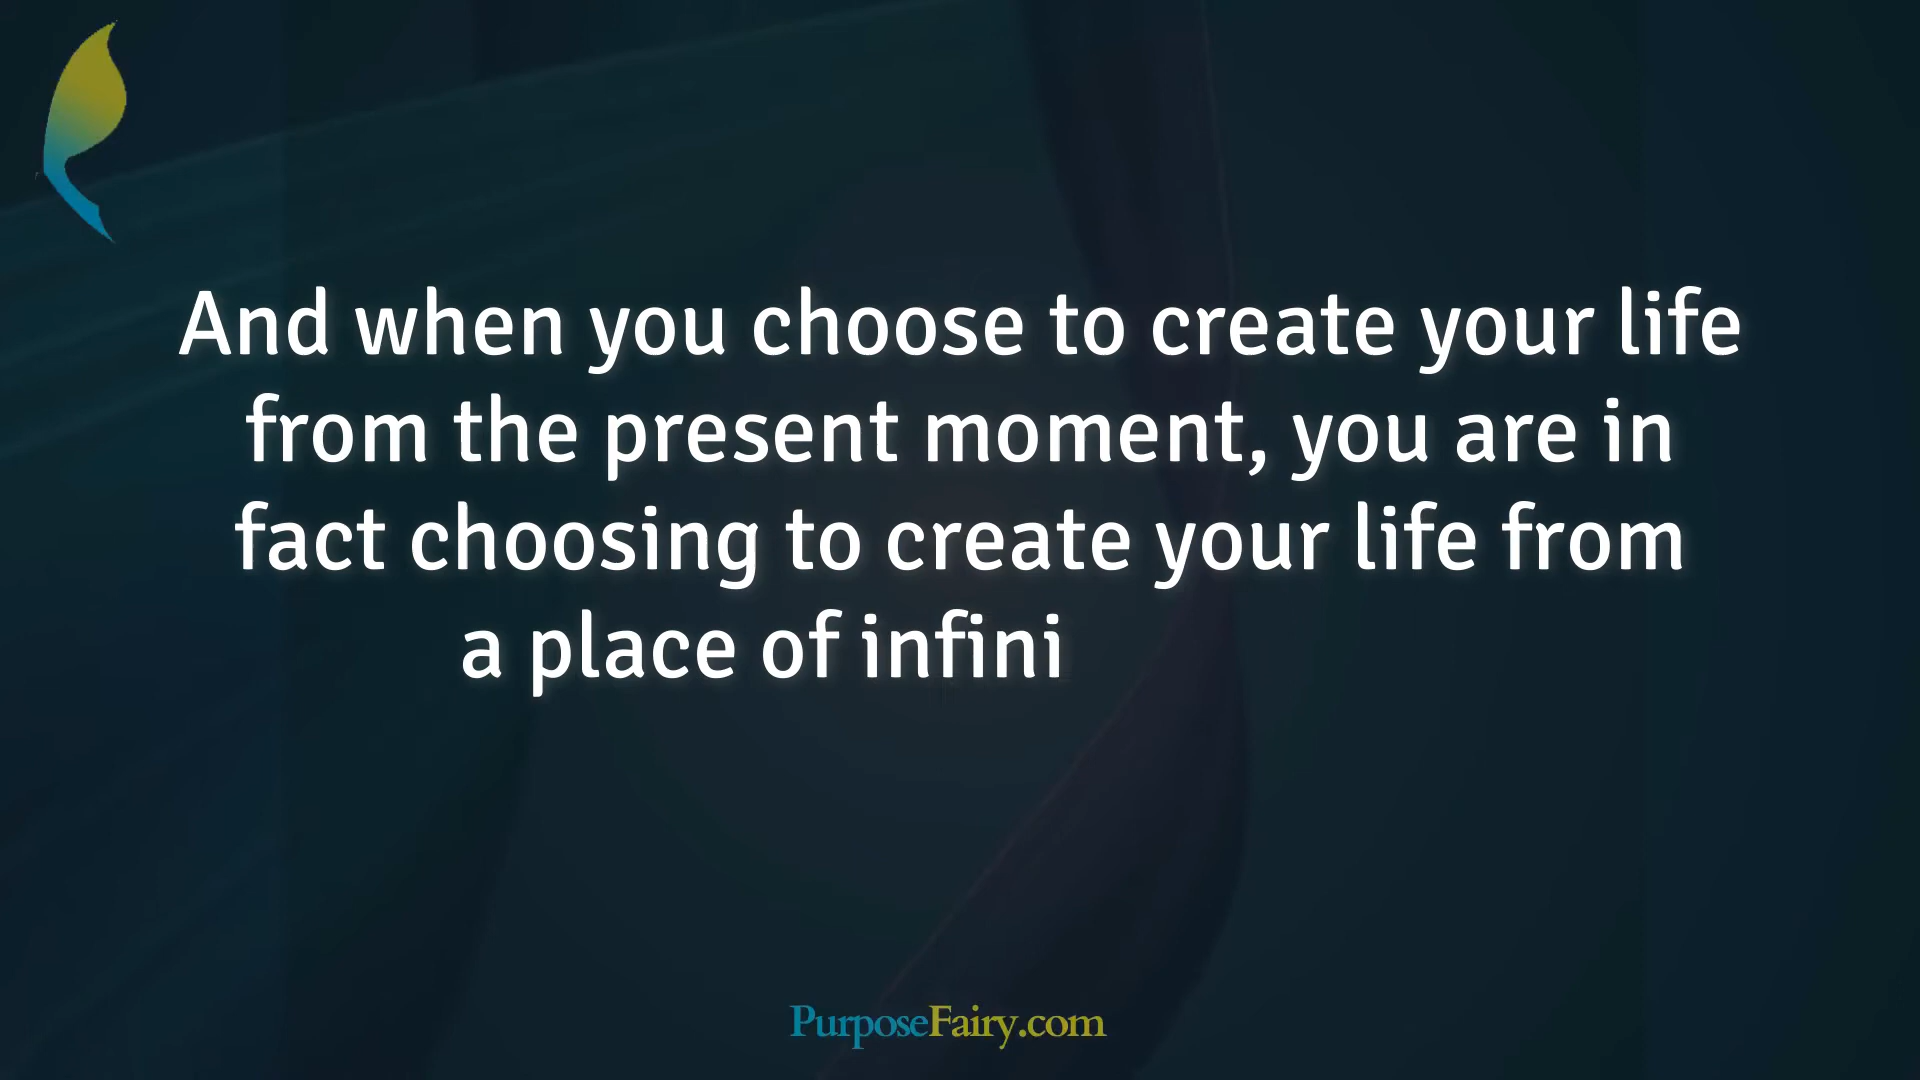 And when you choose to create your life
from the present moment, you are in
fact choosing to create your life from
a place of infini
PurposeFairy.com